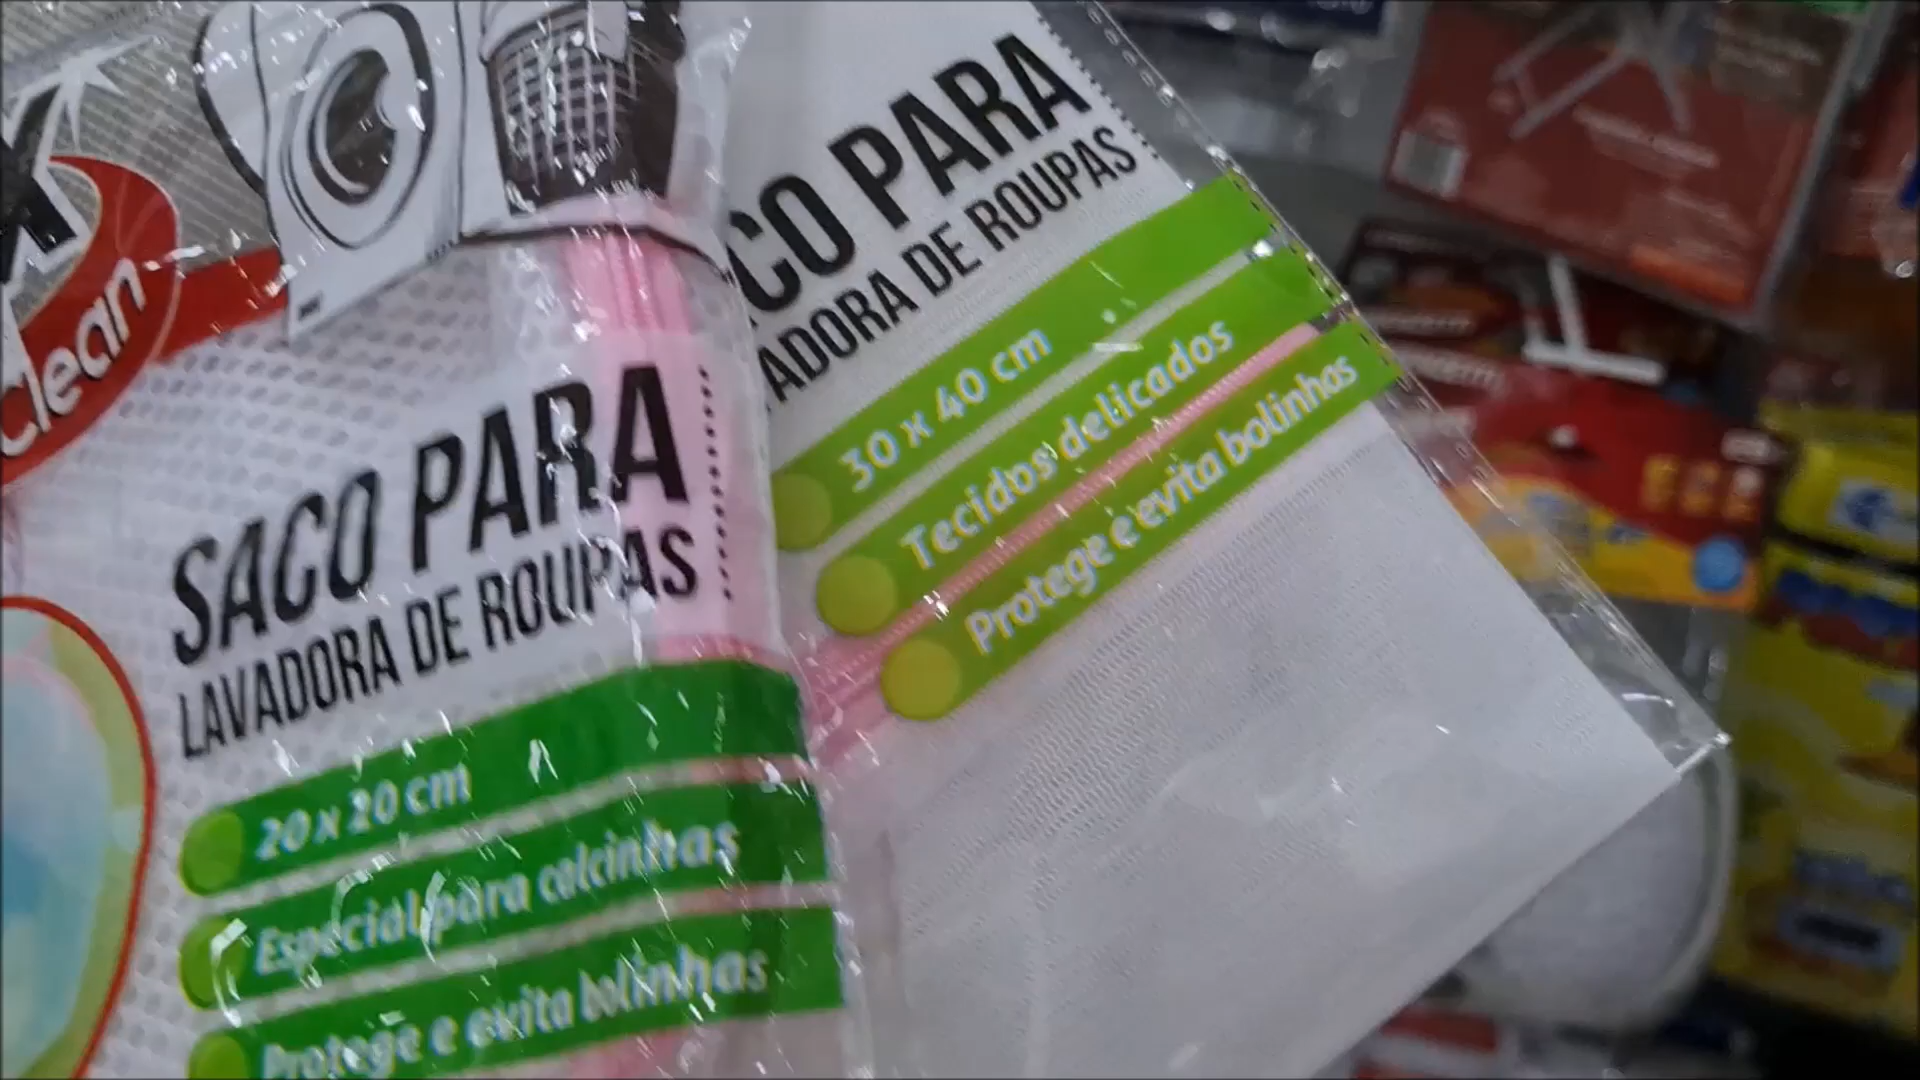 Clean
SACO PARA
LAVADORA DE ROUPAS
20 x 20 cm
Especial para calcinhas
Protege e evita bolinhas
CO PARA
ADORA DE ROUPAS
30 x 40 cm
Tecidos delicados
Protege e evita bolinhas